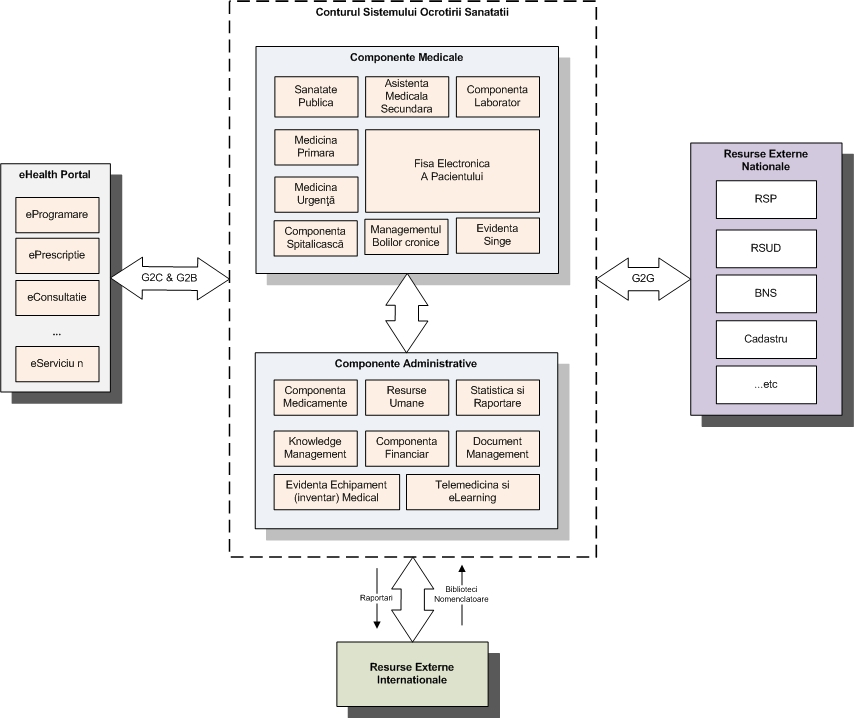 Conturul Sistemului Ocrotirii Sanatatii
Componente Medicale
Sanatate
Publica
Asistenta
Medicala
Secundara
Componenta
Laborator
Medicina
Primara
Fisa Electronica
A Pacientului
Medicina
Urgență
Componenta
Spitalicască
Managementul
Bolilor cronice
Evidenta
Singe
eHealth Portal
eProgramare
ePrescriptie
eConsultatie
...
eServiciu n
G2C & G2B
G2G
Resurse Externe
Nationale
RSP
RSUD
BNS
Cadastru
...etc
Componente Administrative
Componenta
Medicamente
Resurse
Umane
Statistica si
Raportare
Knowledge
Management
Componenta
Financiar
Document
Management
Evidenta Echipament
(inventar) Medical
Telemedicina si
eLearning
Raportari
Biblioteci
Nomenclatoare
Resurse Externe
Internationale